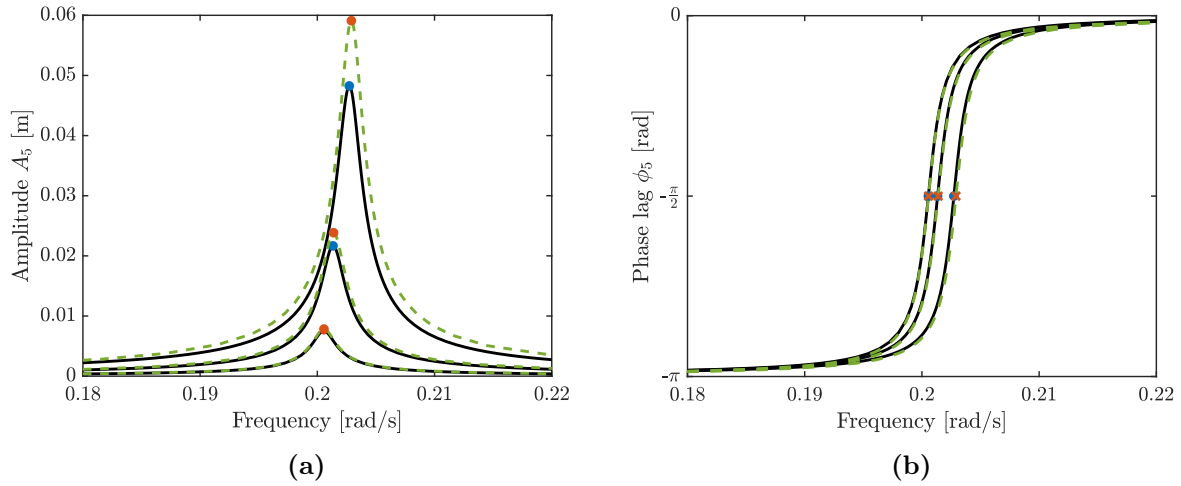 0.06
0.05
0.04
0.03
0.02
0.01
0
Amplitude A₅ [m]
0.18 0.19 0.2 0.21 0.22
Frequency [rad/s]
(a)
0
-π/2
-π
Phase lag ϕ₅ [rad]
0.18 0.19 0.2 0.21 0.22
Frequency [rad/s]
(b)